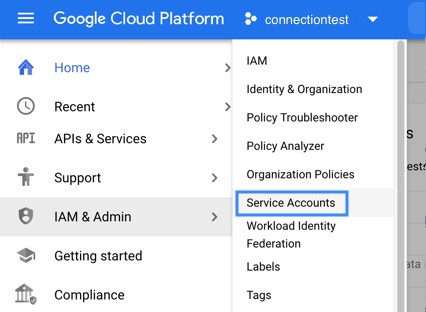 Google Cloud Platform
connectiontest
Home
Recent
API
APIs & Services
Support
IAM & Admin
Getting started
Compliance
IAM
Identity & Organization
Policy Troubleshooter
Policy Analyzer
Organization Policies
Service Accounts
Workload Identity
Federation
Labels
Tags